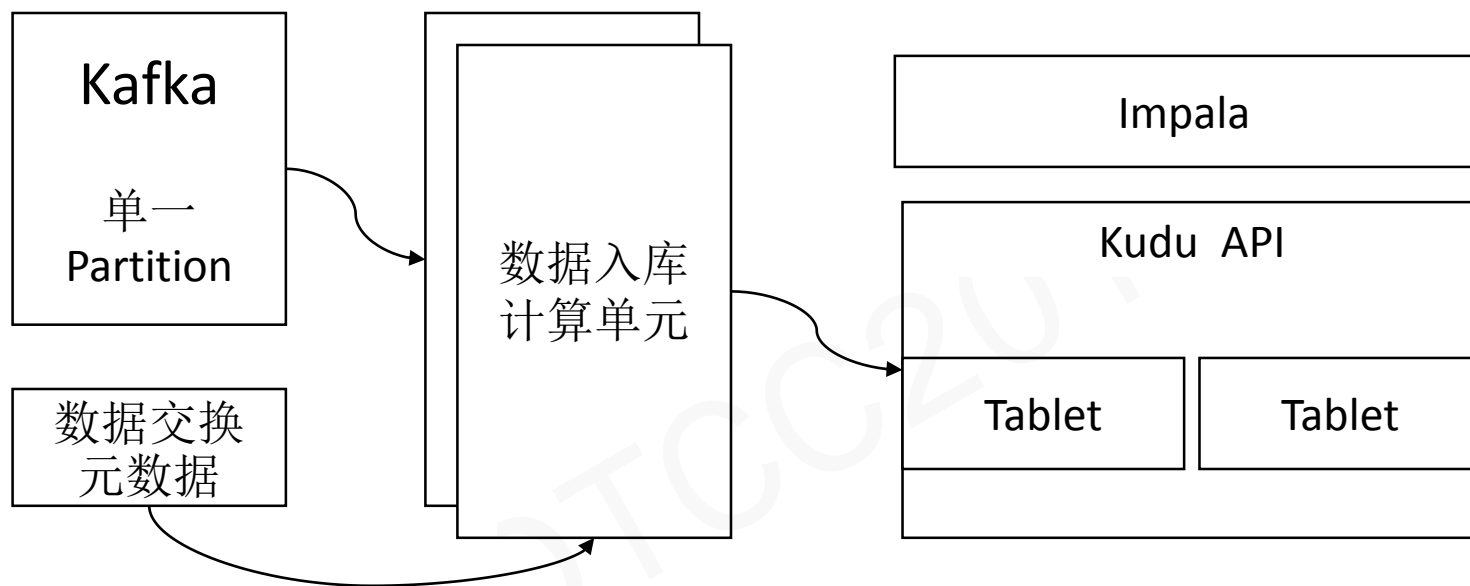 Kafka
单一
Partition
数据交换
元数据
数据入库
计算单元
Impala
Kudu API
Tablet
Tablet